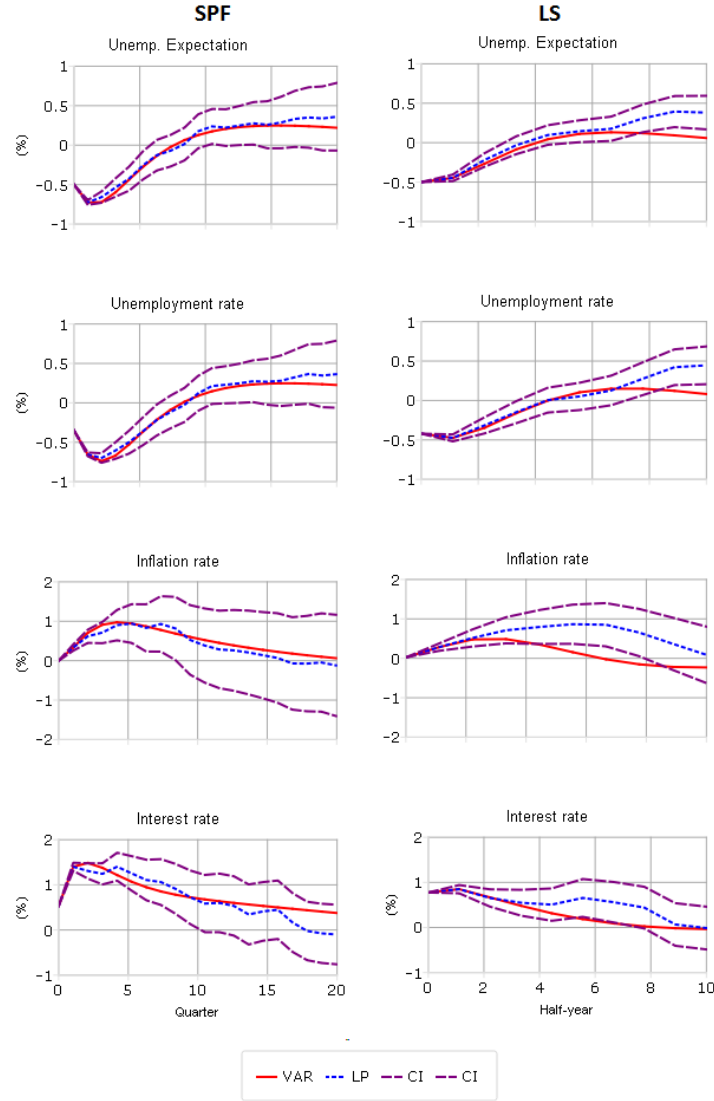 SPF
LS
Unemp. Expectation
1
0.5
0
−0.5
−1
(%)
Unemp. Expectation
1
0.5
0
−0.5
−1
Unemployment rate
1
0.5
0
−0.5
−1
(%)
Unemployment rate
1
0.5
0
−0.5
−1
Inflation rate
2
1
0
−1
−2
(%)
Inflation rate
2
1
0
−1
−2
(%)
Interest rate
2
1
0
−1
(%)
0 5 10 15 20
Quarter
Interest rate
2
1
0
−1
(%)
0 2 4 6 8 10
Half-year
VAR LP CI CI